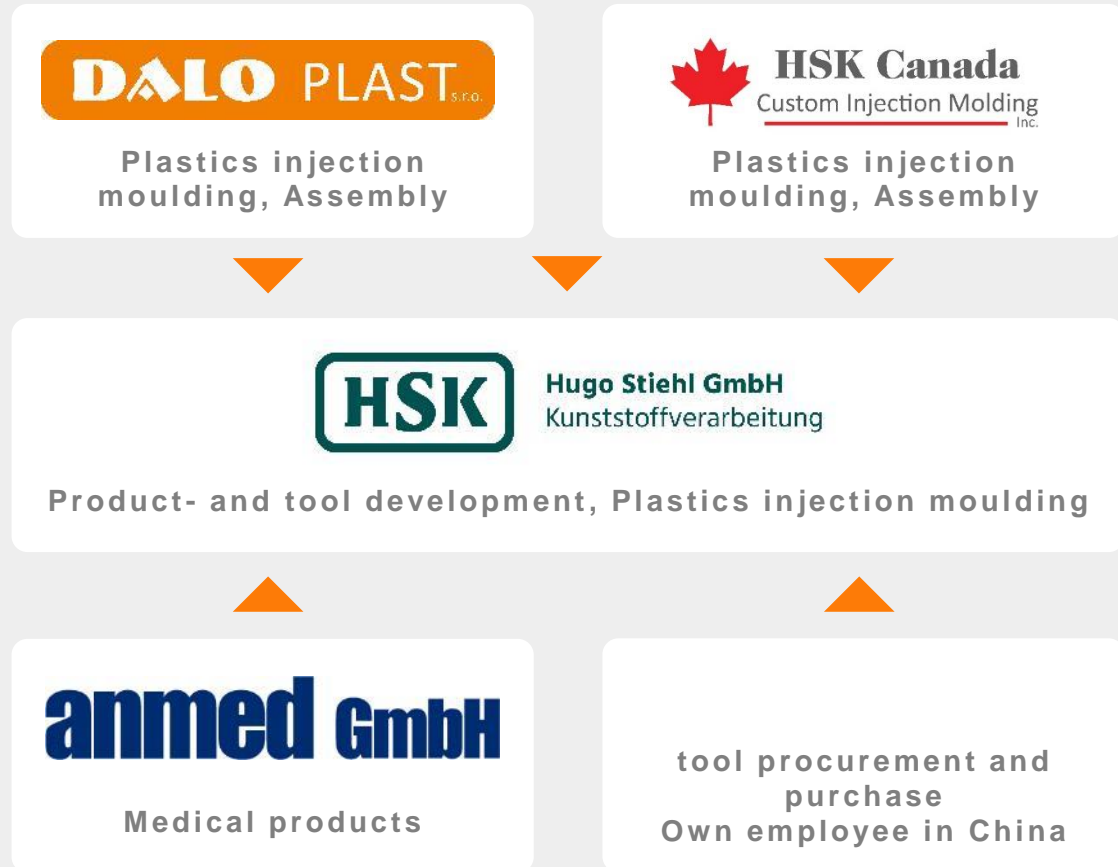 DALO PLAST s.r.o.
Plastics injection
moulding, Assembly
HSK Canada
Custom Injection Molding
Inc.
Plastics injection
moulding, Assembly
HSK
Hugo Stiehl GmbH
Kunststoffverarbeitung
Product- and tool development, Plastics injection moulding
anmed GmbH
Medical products
tool procurement and
purchase
Own employee in China